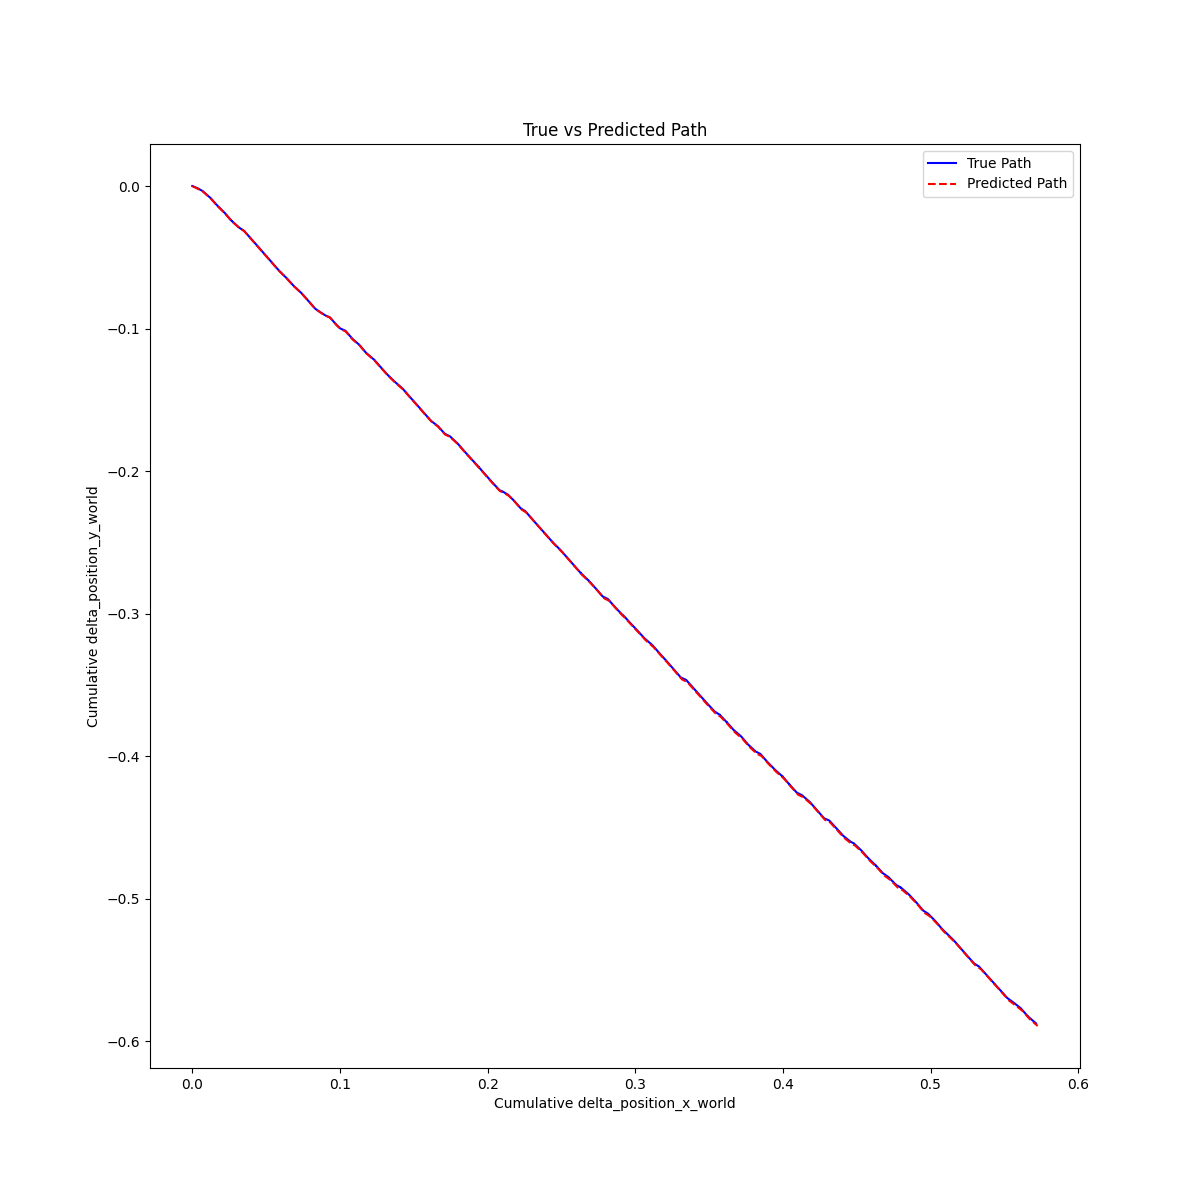 True vs Predicted Path
True Path
Predicted Path
0.0
−0.1
−0.2
−0.3
−0.4
−0.5
−0.6
Cumulative delta_position_y_world
0.0 0.1 0.2 0.3 0.4 0.5 0.6
Cumulative delta_position_x_world